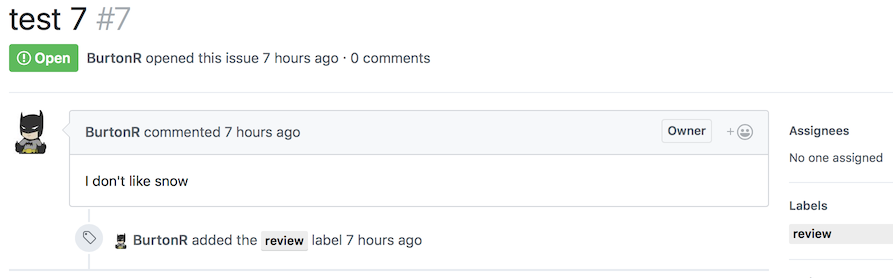 test 7 #7
Open BurtonR opened this issue 7 hours ago · 0 comments
BurtonR commented 7 hours ago Owner +
I don't like snow
BurtonR added the review label 7 hours ago
Assignees
No one assigned
Labels
review